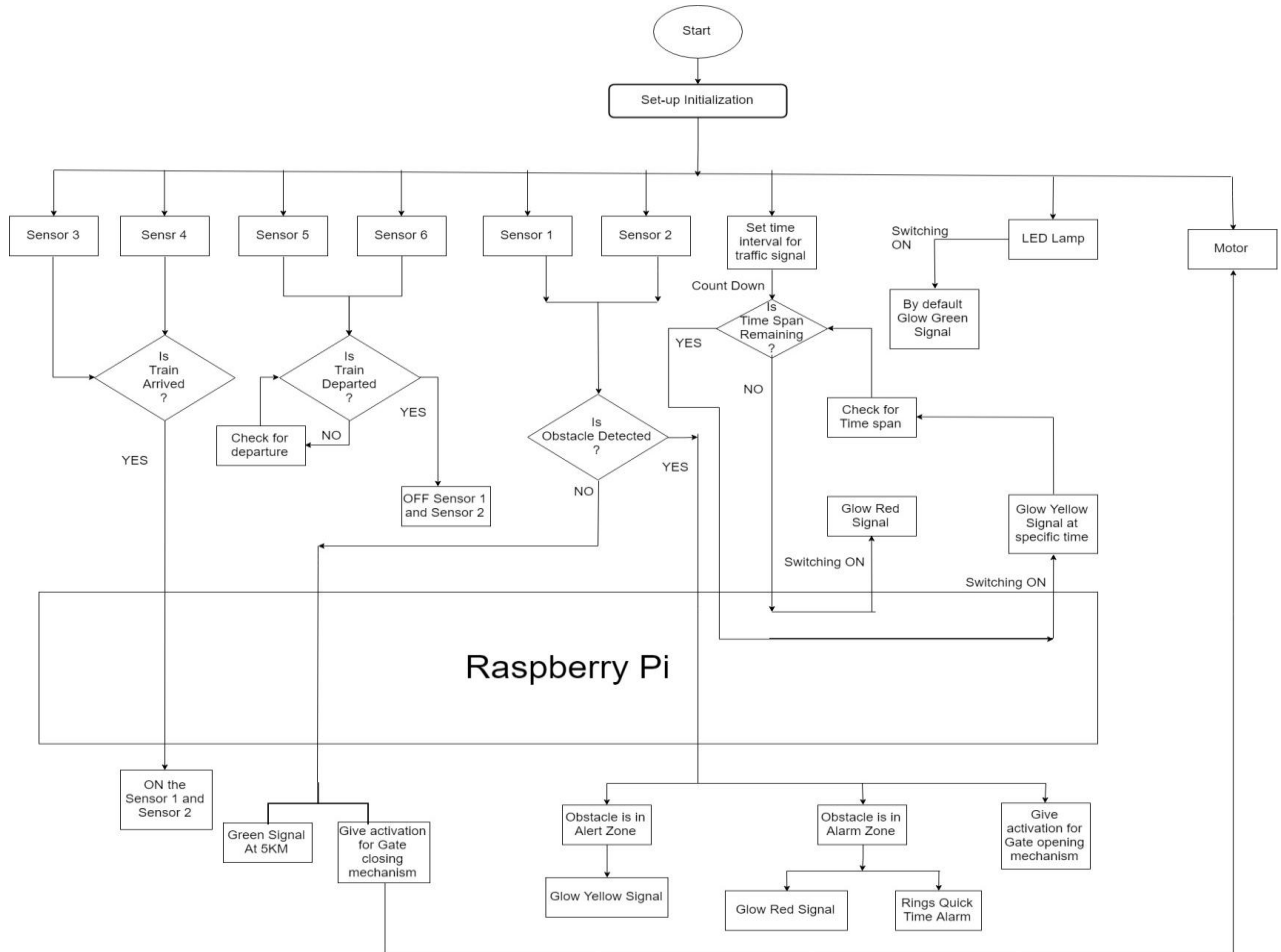 Start
Set-up Initialization
Sensor 3
Sensr 4
Sensor 5
Sensor 6
Sensor 1
Sensor 2
Set time
interval for
traffic signal
Switching
ON
LED Lamp
Motor
Count Down
By default
Glow Green
Signal
Is
Train
Arrived
?
Is
Train
Departed
?
Is
Time Span
Remaining
?
YES
NO
Check for
Time span
YES
NO
Check for
departure
Is
Obstacle Detected
?
YES
YES
NO
OFF Sensor 1
and Sensor 2
Glow Red
Signal
Glow Yellow
Signal at
specific time
Switching ON
Switching ON
Raspberry Pi
ON the
Sensor 1 and
Sensor 2
Green Signal
At 5KM
Give activation
for Gate
closing
mechanism
Obstacle is in
Alert Zone
Obstacle is in
Alarm Zone
Give
activation for
Gate opening
mechanism
Glow Yellow Signal
Glow Red Signal
Rings Quick
Time Alarm